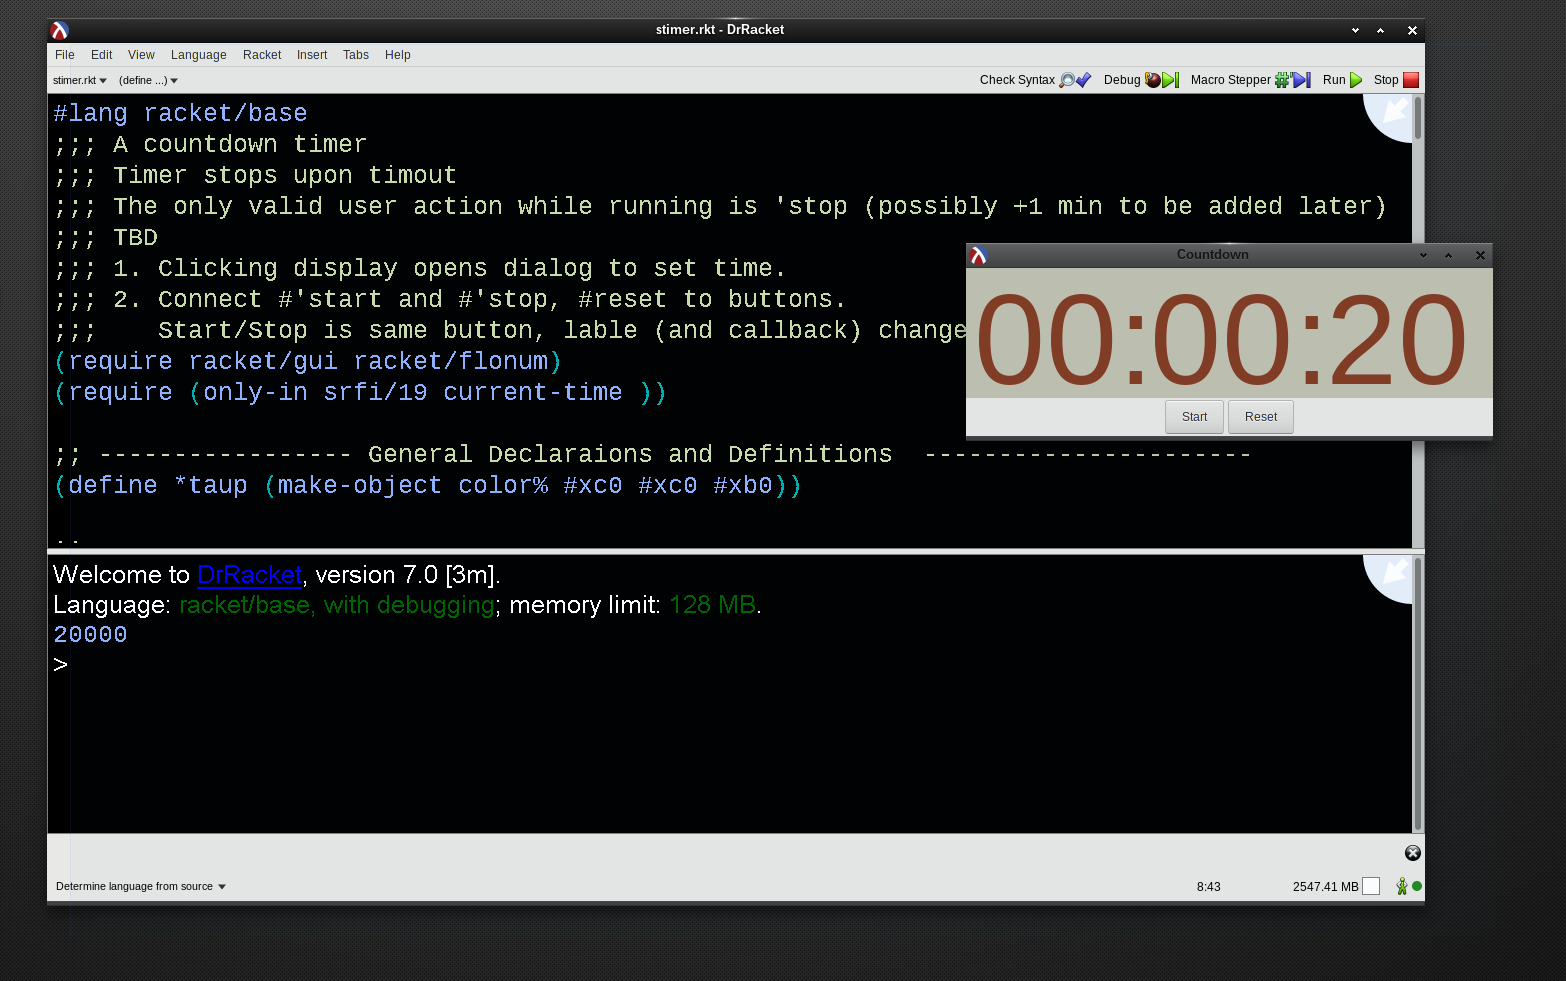 stimer.rkt - DrRacket
File Edit View Language Racket Insert Tabs Help
stimer.rkt (define ...) Check Syntax Debug Macro Stepper Run Stop
#lang racket/base
;;; A countdown timer
;;; Timer stops upon timout
;;; The only valid user action while running is 'stop (possibly +1 min to be added later)
;;; TBD
;;; 1. Clicking display opens dialog to set time.
;;; 2. Connect #'start and #'stop, #reset to buttons.
;;;    Start/Stop is same button, lable (and callback) change
(require racket/gui racket/flonum)
(require (only-in srfi/19 current-time ))
;; ----------------- General Declaraions and Definitions  ----------------------
(define *taup (make-object color% #xc0 #xc0 #xb0))
Countdown
00:00:20
Start Reset
Welcome to DrRacket, version 7.0 [3m].
Language: racket/base, with debugging; memory limit: 128 MB.
20000
>
Determine language from source 8:43 2547.41 MB